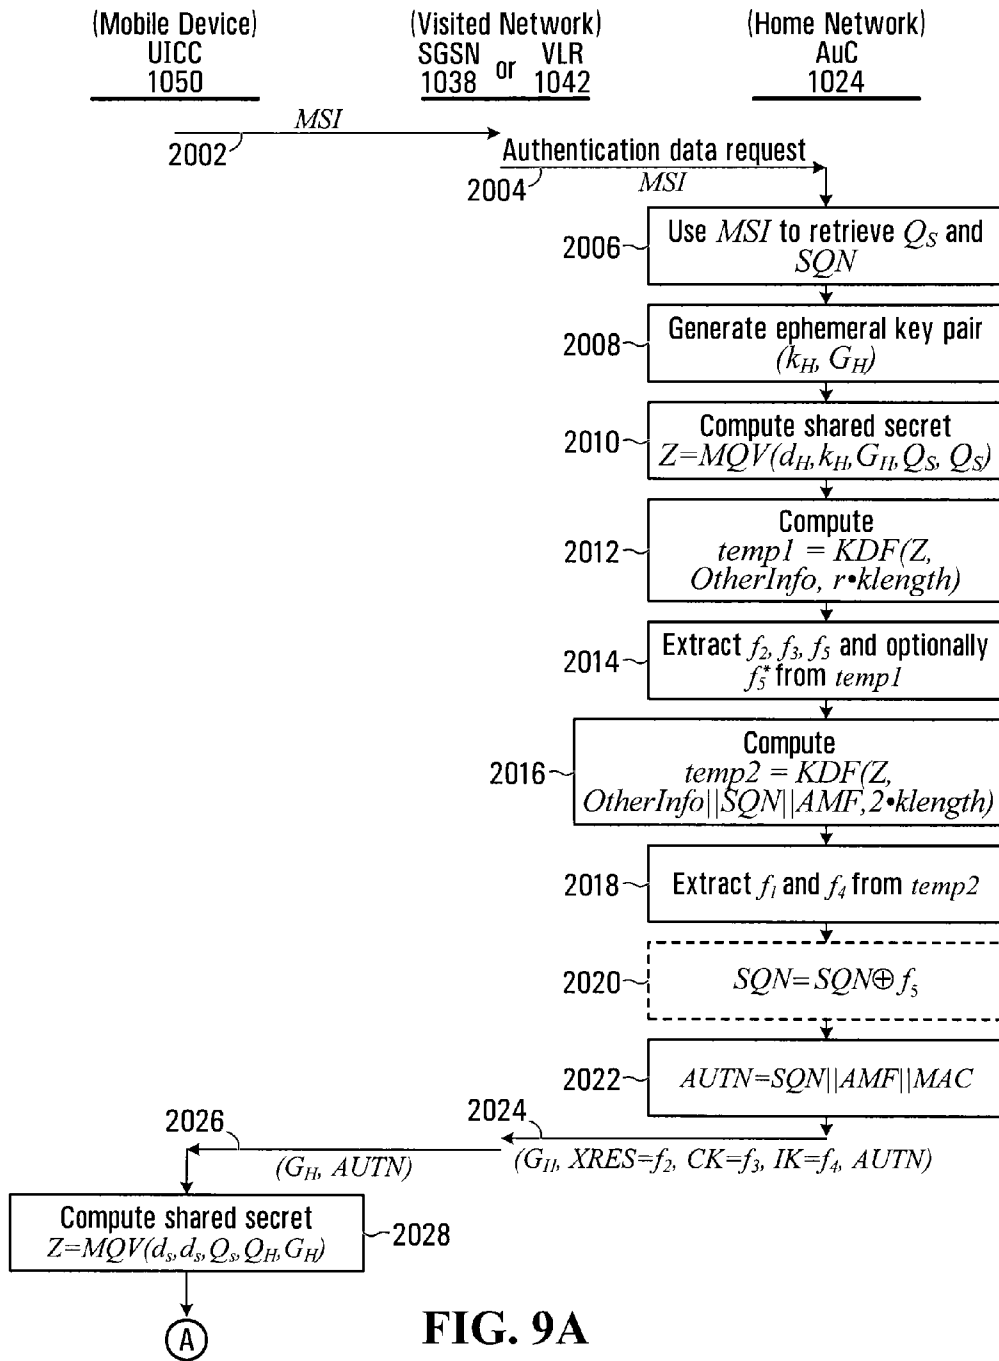 (Mobile Device)
UICC
1050
(Visited Network)
SGSN or VLR
1038 1042
(Home Network)
AuC
1024
MSI
2002
Authentication data request
2004
MSI
2006
Use MSI to retrieve Q_S and
SQN
2008
Generate ephemeral key pair
(k_H, G_H)
2010
Compute shared secret
Z=MQV(d_H, k_H, G_H, Q_S, Q_S)
2012
Compute
temp1 = KDF(Z,
OtherInfo, r•klength)
2014
Extract f_2, f_3, f_5 and optionally
f_5* from temp1
2016
Compute
temp2 = KDF(Z,
OtherInfo||SQN||AMF,2•klength)
2018
Extract f_1 and f_4 from temp2
2020
SQN=SQN⊕f_5
2022
AUTN=SQN||AMF||MAC
2024
(G_H, XRES=f_2, CK=f_3, IK=f_4, AUTN)
2026
(G_H, AUTN)
Compute shared secret
Z=MQV(d_s, d_s, Q_s, Q_H, G_H)
2028
A
FIG. 9A